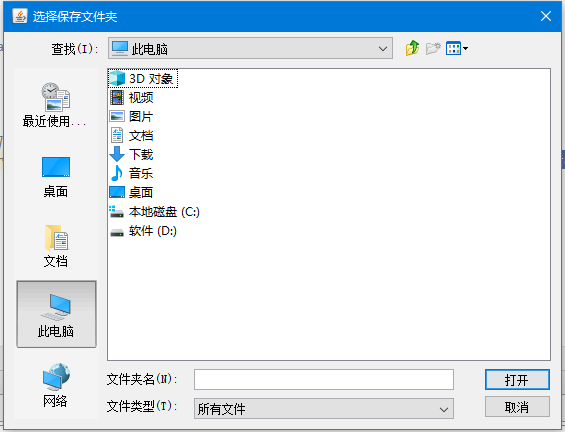 选择保存文件夹
查找(I):
此电脑
最近使用...
桌面
文档
此电脑
网络
3D 对象
视频
图片
文档
下载
音乐
桌面
本地磁盘 (C:)
软件 (D:)
文件夹名(N):
打开
文件类型(T):
所有文件
取消